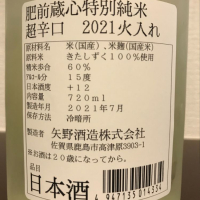 肥前蔵心特別純米
超辛口 2021火入れ
原材料名 米(国産)、米麹(国産米)
原料米 きたしずく100%使用
精米歩合 60%
アルコール分 15度
日本酒度 +12
内容量 720ml
製造年月 2021年7月
保存方法 冷暗所
製造者 矢野酒造株式会社
佐賀県鹿島市高津原3903-1
※お酒は20歳になってから。
品目
日本酒
4947135014334